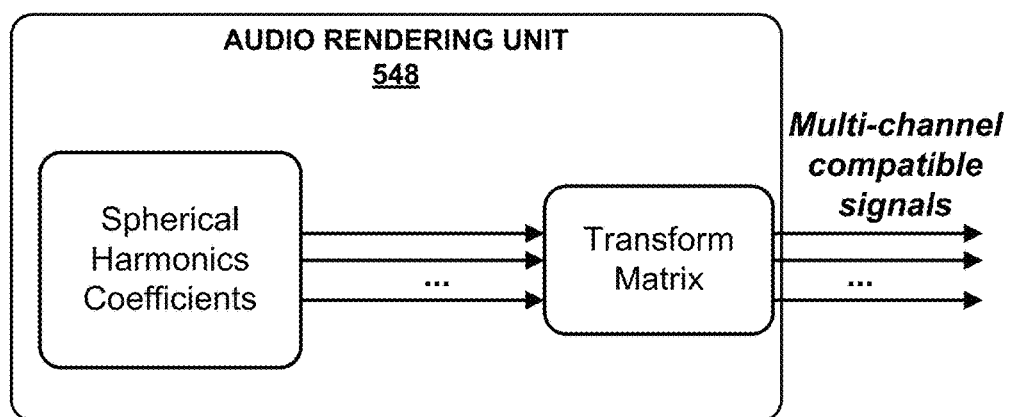 AUDIO RENDERING UNIT
548
Multi-channel
compatible
signals
Spherical
Harmonics
Coefficients
...
Transform
Matrix
...